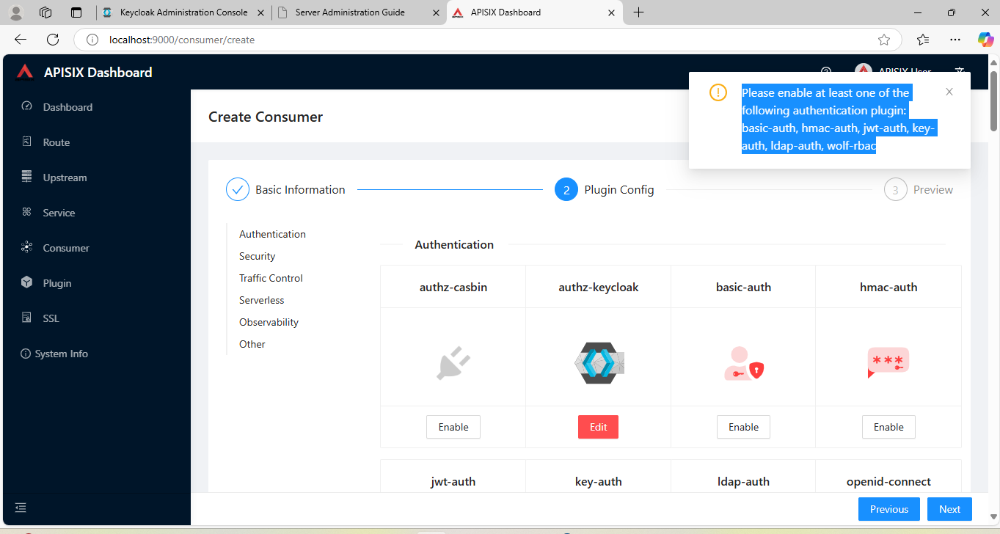 Keycloak Administration Console
Server Administration Guide
APISIX Dashboard
localhost:9000/consumer/create
APISIX Dashboard
APISIX User
Please enable at least one of the
following authentication plugin:
basic-auth, hmac-auth, jwt-auth, key-
auth, ldap-auth, wolf-rbac
Dashboard
Route
Upstream
Service
Consumer
Plugin
SSL
System Info
Create Consumer
Basic Information
2 Plugin Config
3 Preview
Authentication
Security
Traffic Control
Serverless
Observability
Other
Authentication
authz-casbin
authz-keycloak
basic-auth
hmac-auth
***
Enable
Edit
Enable
Enable
jwt-auth
key-auth
ldap-auth
openid-connect
Previous
Next